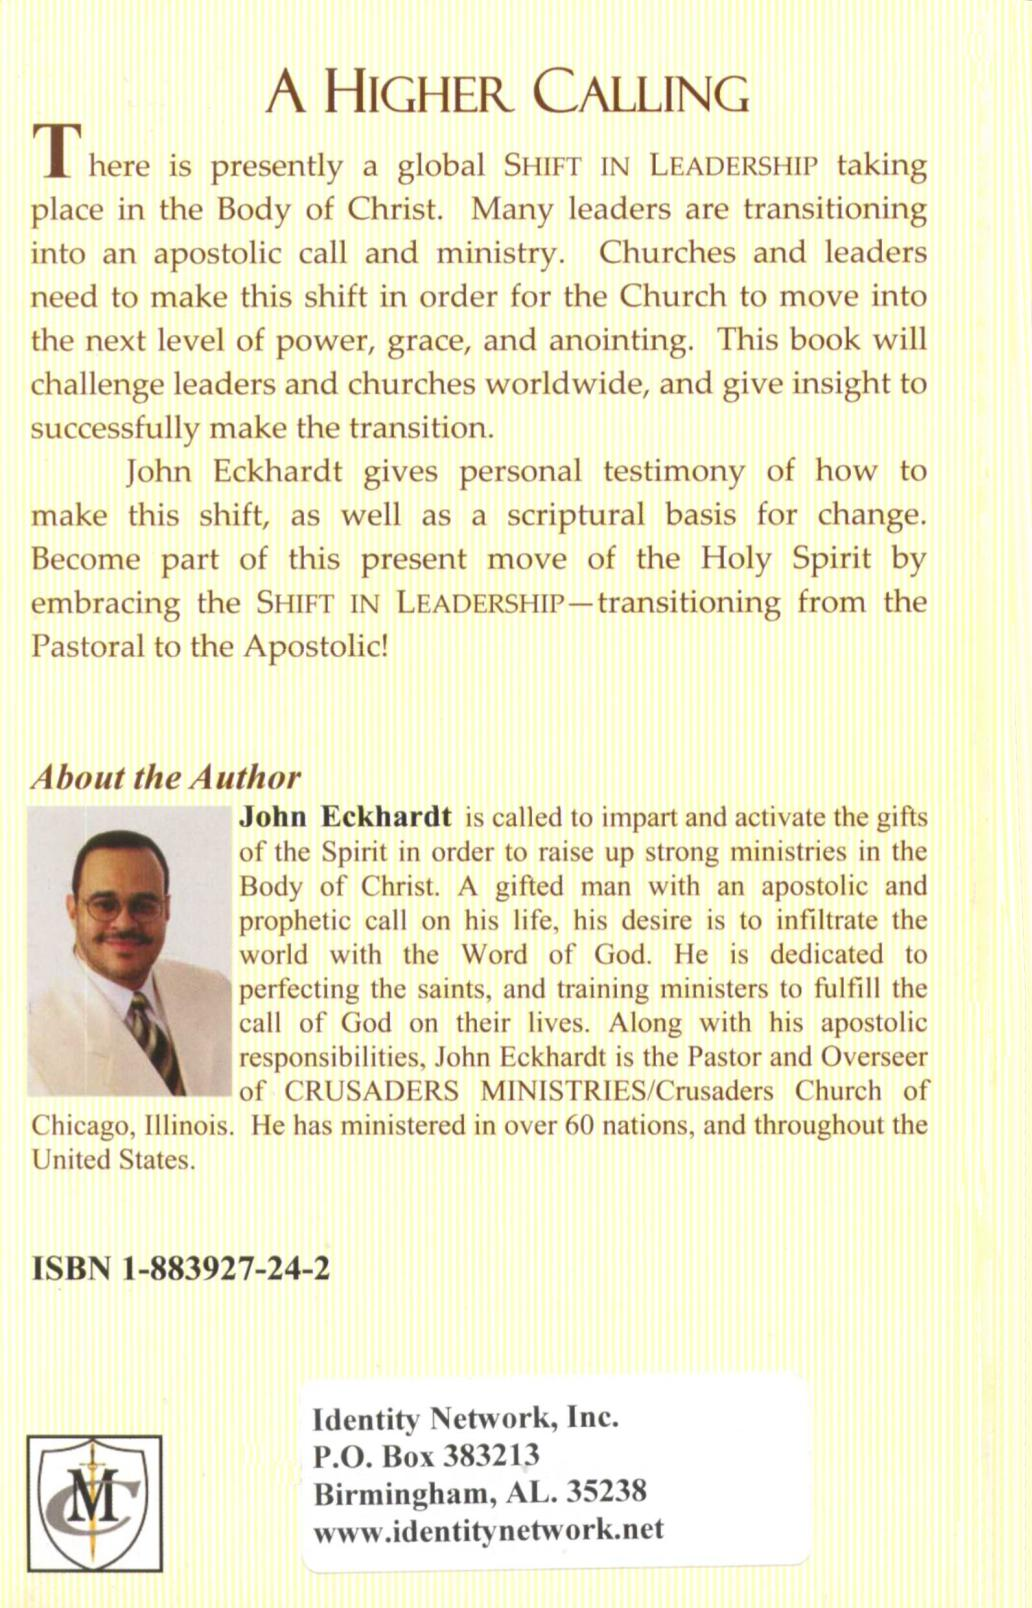 A HIGHER CALLING
There is presently a global SHIFT IN LEADERSHIP taking
place in the Body of Christ. Many leaders are transitioning
into an apostolic call and ministry. Churches and leaders
need to make this shift in order for the Church to move into
the next level of power, grace, and anointing. This book will
challenge leaders and churches worldwide, and give insight to
successfully make the transition.
John Eckhardt gives personal testimony of how to
make this shift, as well as a scriptural basis for change.
Become part of this present move of the Holy Spirit by
embracing the SHIFT IN LEADERSHIP—transitioning from the
Pastoral to the Apostolic!
About the Author
John Eckhardt is called to impart and activate the gifts
of the Spirit in order to raise up strong ministries in the
Body of Christ. A gifted man with an apostolic and
prophetic call on his life, his desire is to infiltrate the
world with the Word of God. He is dedicated to
perfecting the saints, and training ministers to fulfill the
call of God on their lives. Along with his apostolic
responsibilities, John Eckhardt is the Pastor and Overseer
of CRUSADERS MINISTRIES/Crusaders Church of
Chicago, Illinois. He has ministered in over 60 nations, and throughout the
United States.
ISBN 1-883927-24-2
Identity Network, Inc.
P.O. Box 383213
Birmingham, AL. 35238
www.identitynetwork.net
CM